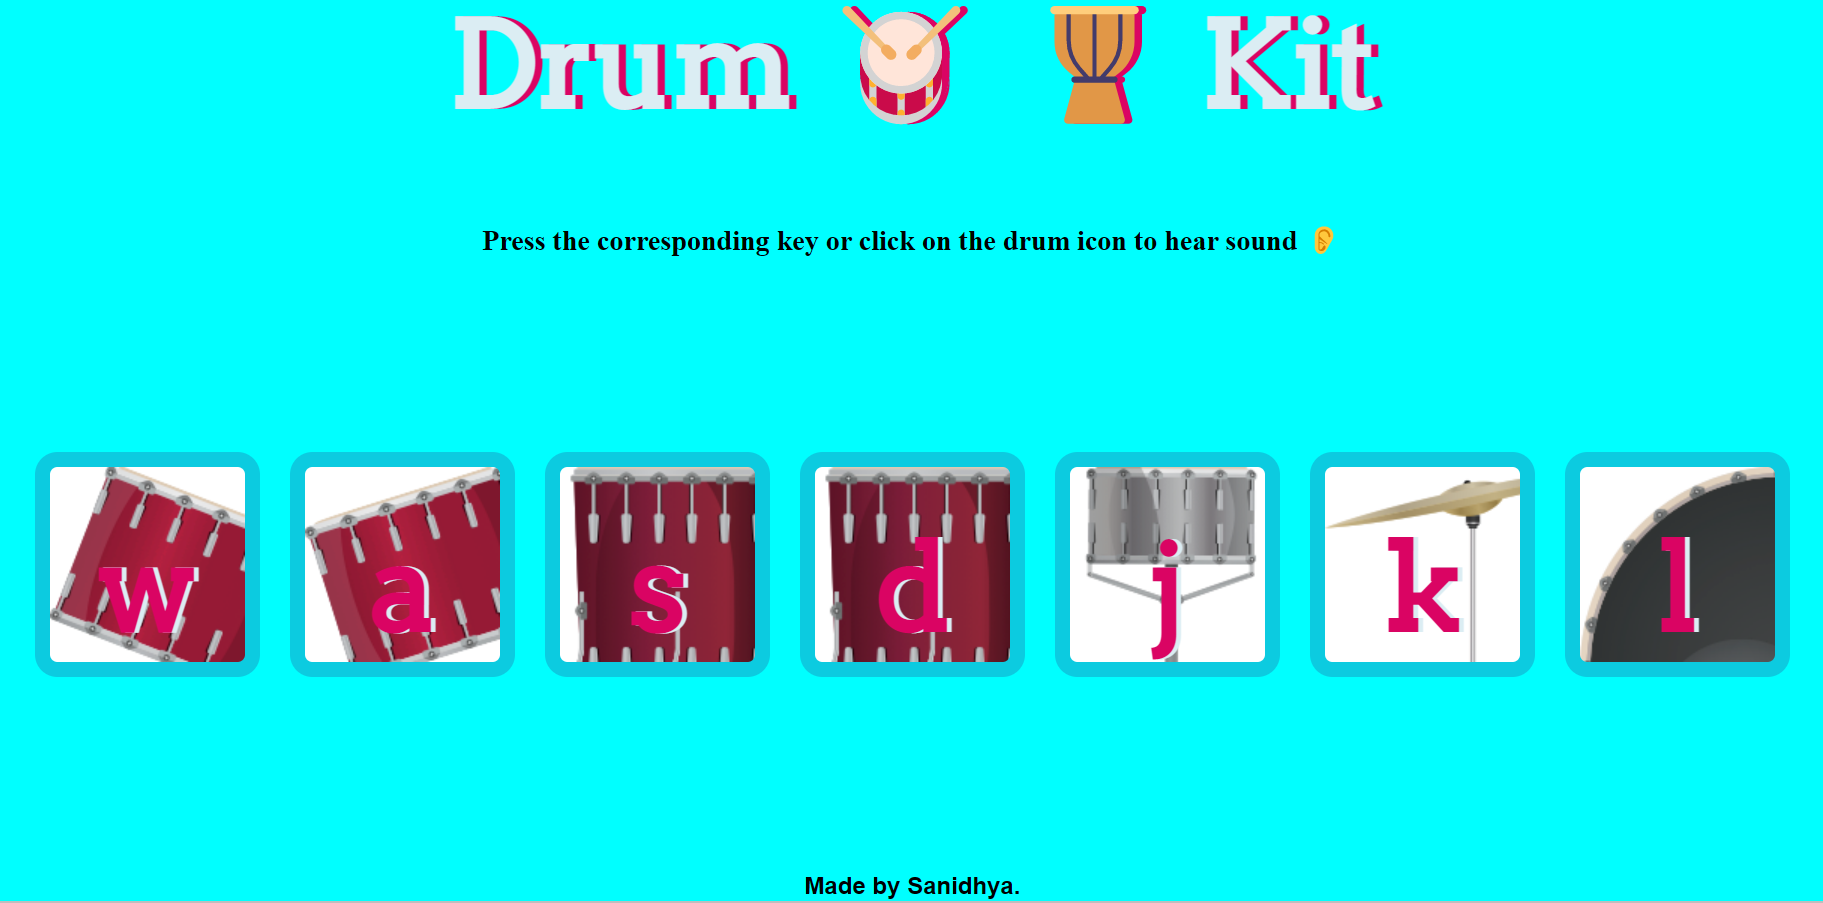 Drum 🥁 🪘 Kit
Press the corresponding key or click on the drum icon to hear sound 👂
w a s d j k l
Made by Sanidhya.